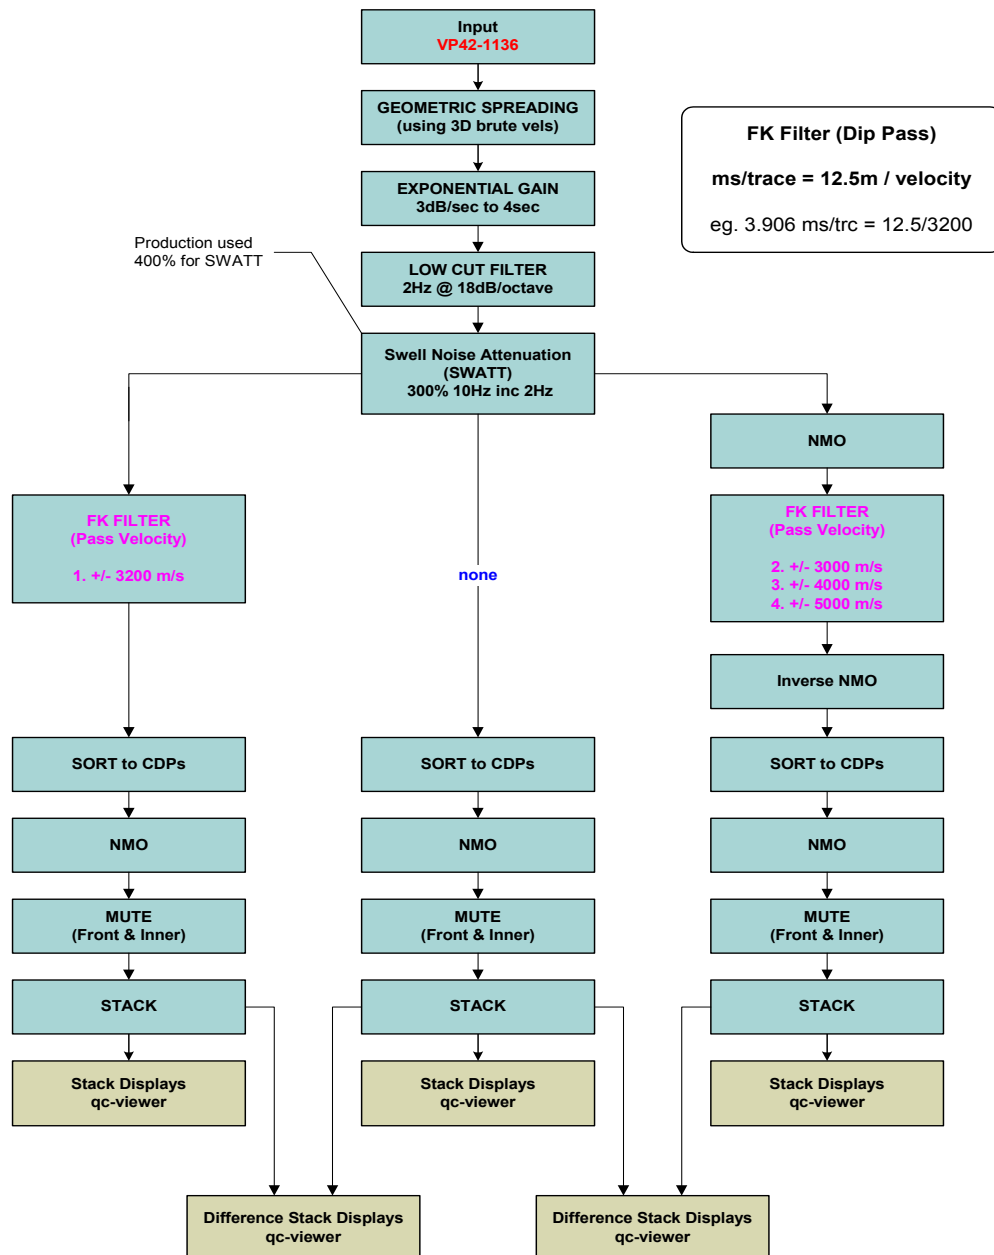 Input
VP42-1136
GEOMETRIC SPREADING
(using 3D brute vels)
FK Filter (Dip Pass)
ms/trace = 12.5m / velocity
eg. 3.906 ms/trc = 12.5/3200
EXPONENTIAL GAIN
3dB/sec to 4sec
Production used
400% for SWATT
LOW CUT FILTER
2Hz @ 18dB/octave
Swell Noise Attenuation
(SWATT)
300% 10Hz inc 2Hz
NMO
FK FILTER
(Pass Velocity)
1. +/- 3200 m/s
none
FK FILTER
(Pass Velocity)
2. +/- 3000 m/s
3. +/- 4000 m/s
4. +/- 5000 m/s
Inverse NMO
SORT to CDPs
SORT to CDPs
SORT to CDPs
NMO
NMO
NMO
MUTE
(Front & Inner)
MUTE
(Front & Inner)
MUTE
(Front & Inner)
STACK
STACK
STACK
Stack Displays
qc-viewer
Stack Displays
qc-viewer
Stack Displays
qc-viewer
Difference Stack Displays
qc-viewer
Difference Stack Displays
qc-viewer